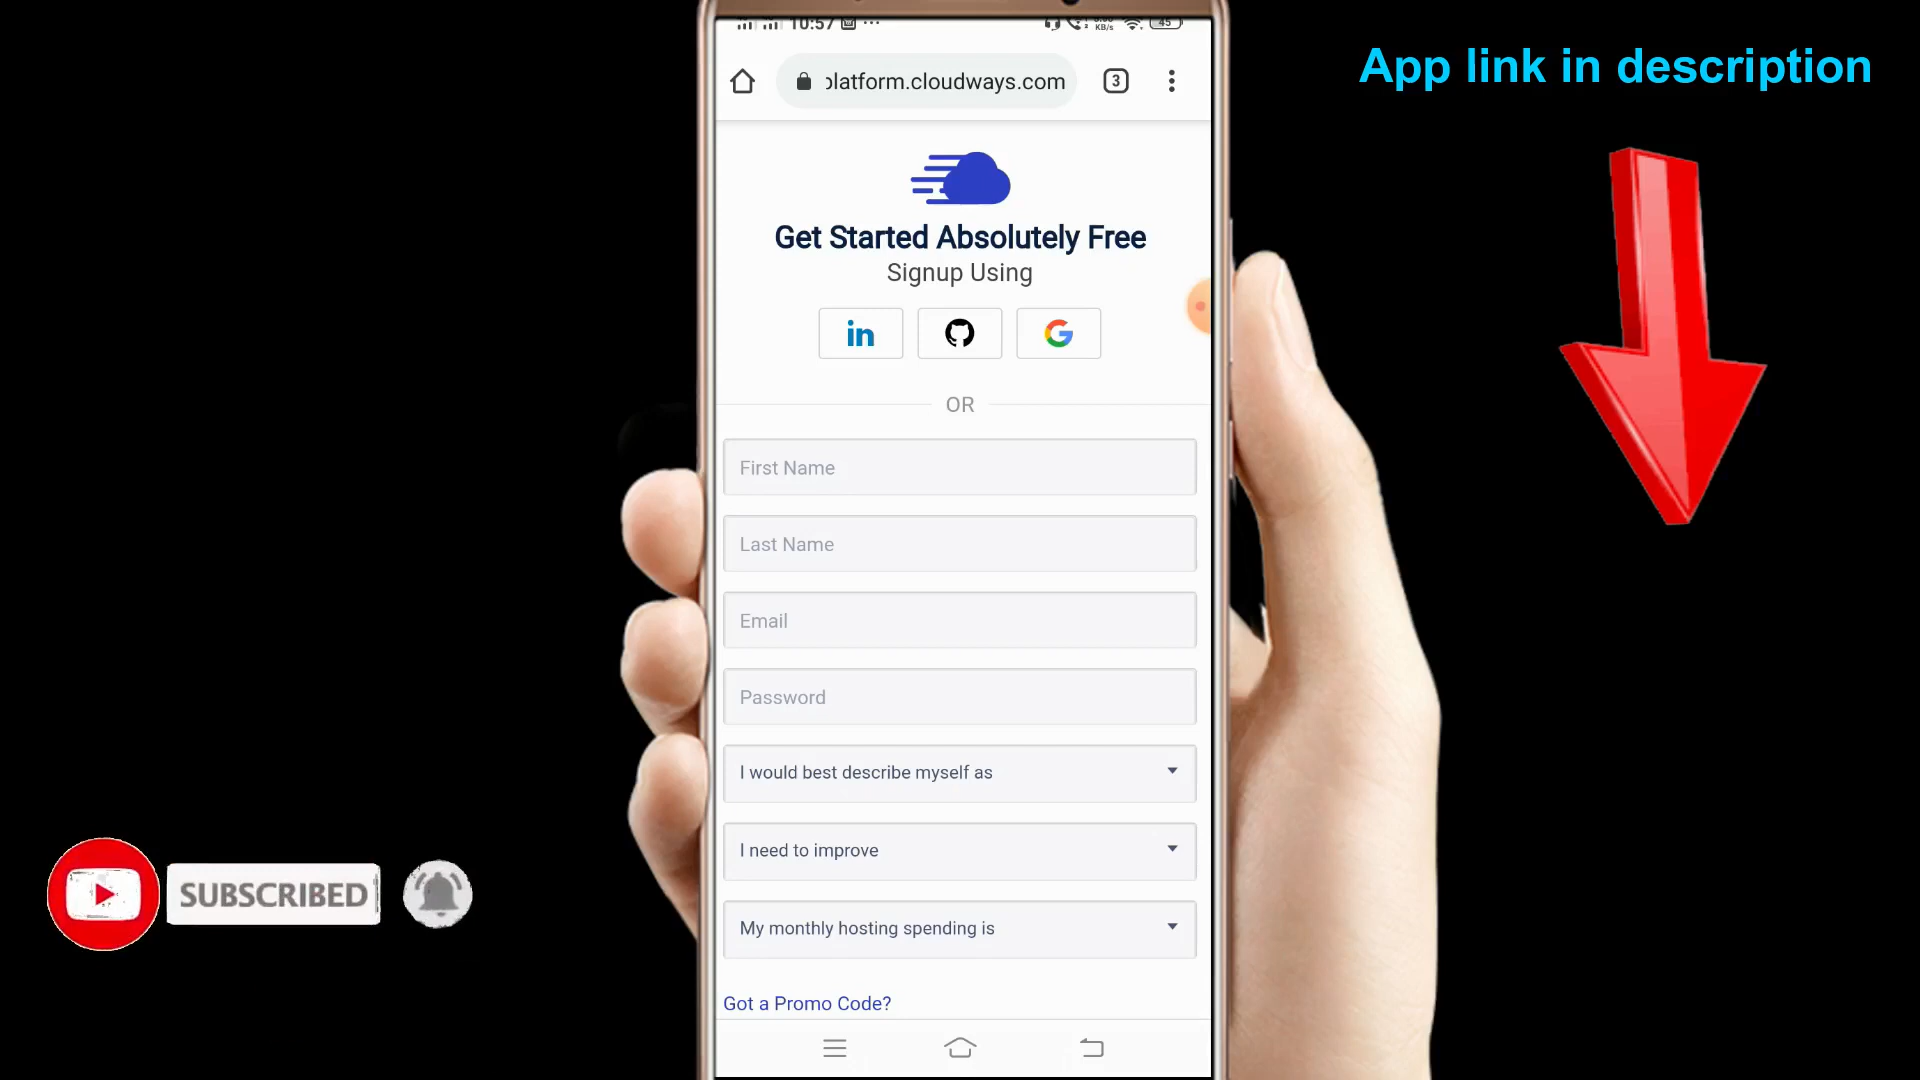 10:57
KB/s
45
platform.cloudways.com
3
App link in description
Get Started Absolutely Free
Signup Using
in
G
OR
First Name
Last Name
Email
Password
I would best describe myself as
I need to improve
My monthly hosting spending is
Got a Promo Code?
SUBSCRIBED